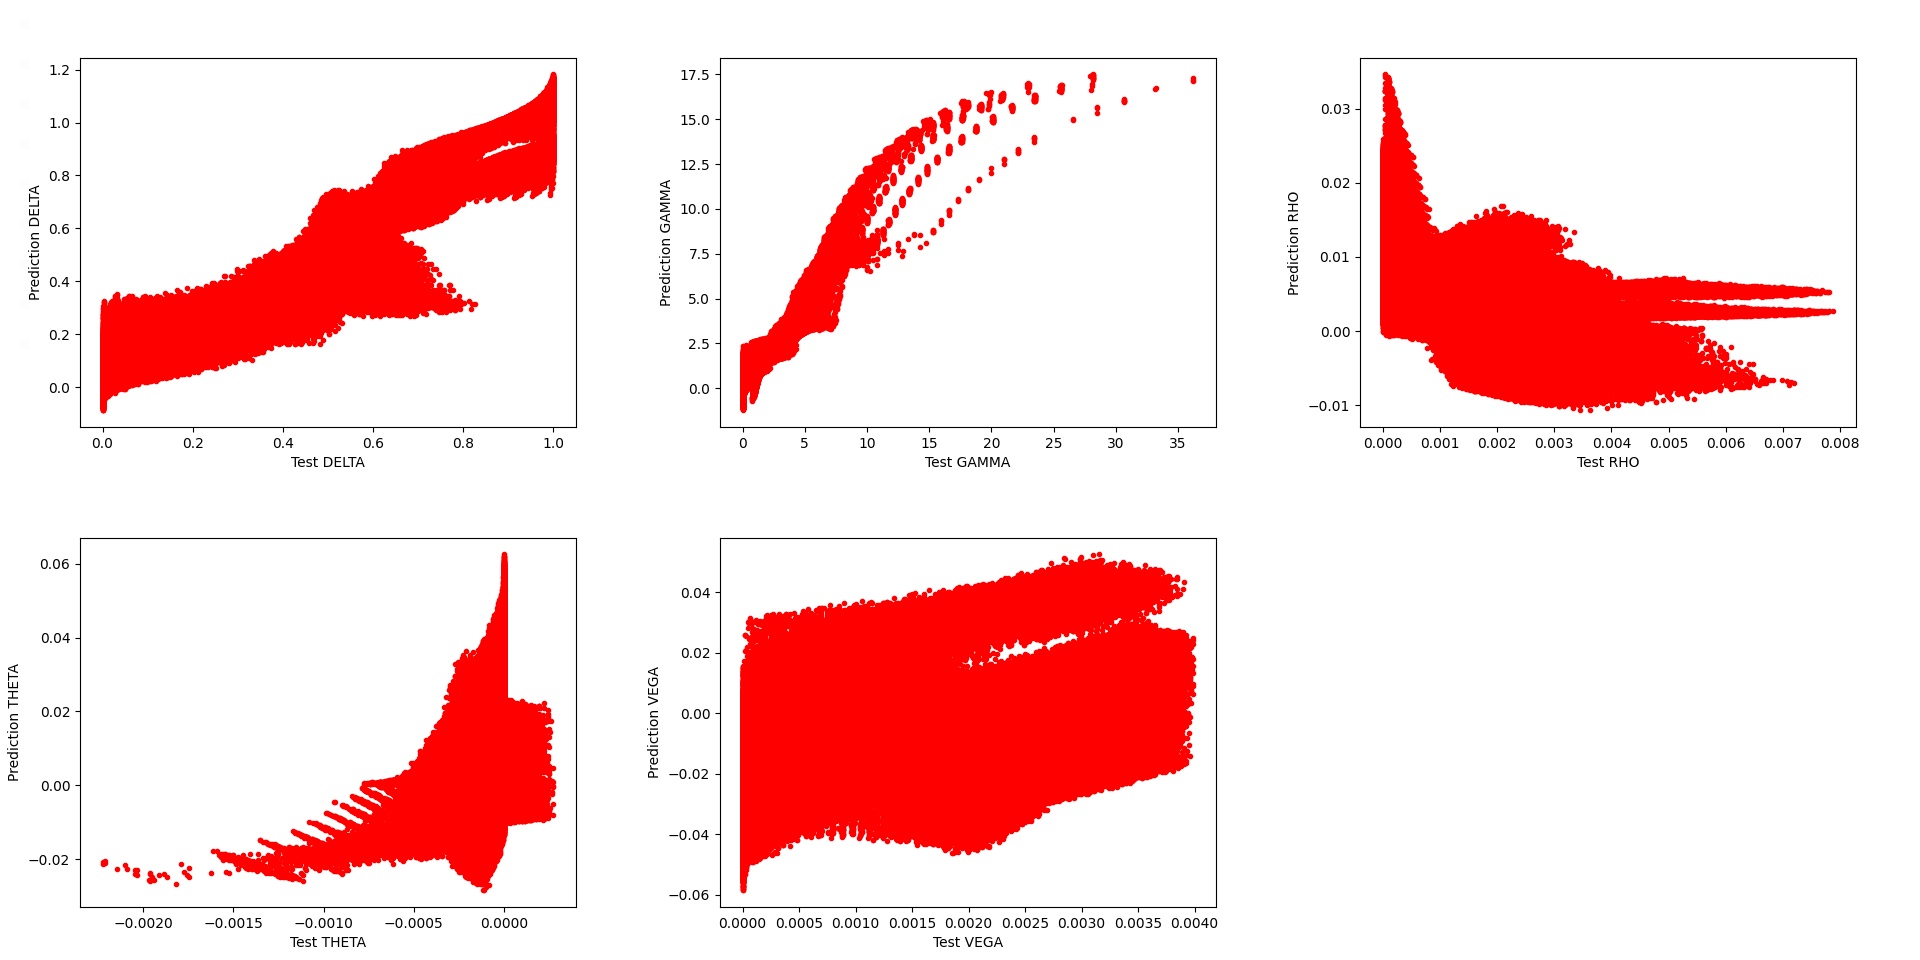 1.2
1.0
0.8
0.6
0.4
0.2
0.0
Prediction DELTA
0.0 0.2 0.4 0.6 0.8 1.0
Test DELTA
17.5
15.0
12.5
10.0
7.5
5.0
2.5
0.0
Prediction GAMMA
0 5 10 15 20 25 30 35
Test GAMMA
0.03
0.02
0.01
0.00
−0.01
Prediction RHO
0.000 0.001 0.002 0.003 0.004 0.005 0.006 0.007 0.008
Test RHO
0.06
0.04
0.02
0.00
−0.02
Prediction THETA
−0.0020 −0.0015 −0.0010 −0.0005 0.0000
Test THETA
0.04
0.02
0.00
−0.02
−0.04
−0.06
Prediction VEGA
0.0000 0.0005 0.0010 0.0015 0.0020 0.0025 0.0030 0.0035 0.0040
Test VEGA